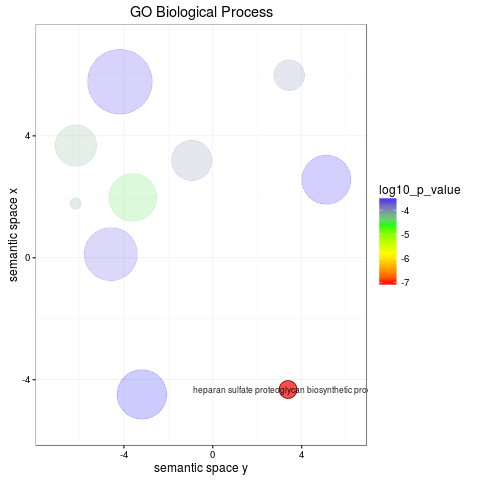 GO Biological Process
semantic space x
4
0
-4
heparan sulfate proteoglycan biosynthetic pro
-4
0
4
semantic space y
log10_p_value
-4
-5
-6
-7